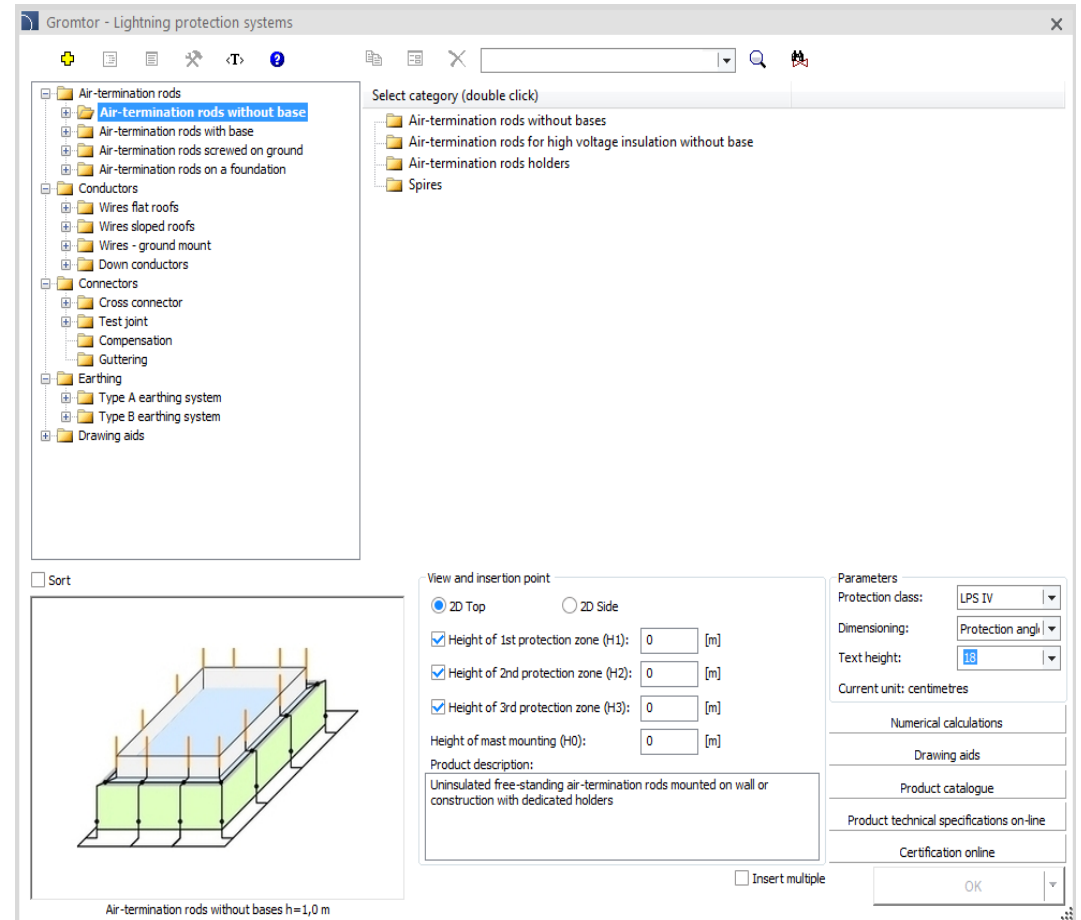 Gromtor - Lightning protection systems
<T>
Air-termination rods
Air-termination rods without base
Air-termination rods with base
Air-termination rods screwed on ground
Air-termination rods on a foundation
Conductors
Wires flat roofs
Wires sloped roofs
Wires - ground mount
Down conductors
Connectors
Cross connector
Test joint
Compensation
Guttering
Earthing
Type A earthing system
Type B earthing system
Drawing aids
Select category (double click)
Air-termination rods without bases
Air-termination rods for high voltage insulation without base
Air-termination rods holders
Spires
Sort
Air-termination rods without bases h=1,0 m
View and insertion point
2D Top 2D Side
Height of 1st protection zone (H1): 0 [m]
Height of 2nd protection zone (H2): 0 [m]
Height of 3rd protection zone (H3): 0 [m]
Height of mast mounting (H0): 0 [m]
Product description:
Uninsulated free-standing air-termination rods mounted on wall or
construction with dedicated holders
Insert multiple
Parameters
Protection class: LPS IV
Dimensioning: Protection angl
Text height: 18
Current unit: centimetres
Numerical calculations
Drawing aids
Product catalogue
Product technical specifications on-line
Certification online
OK